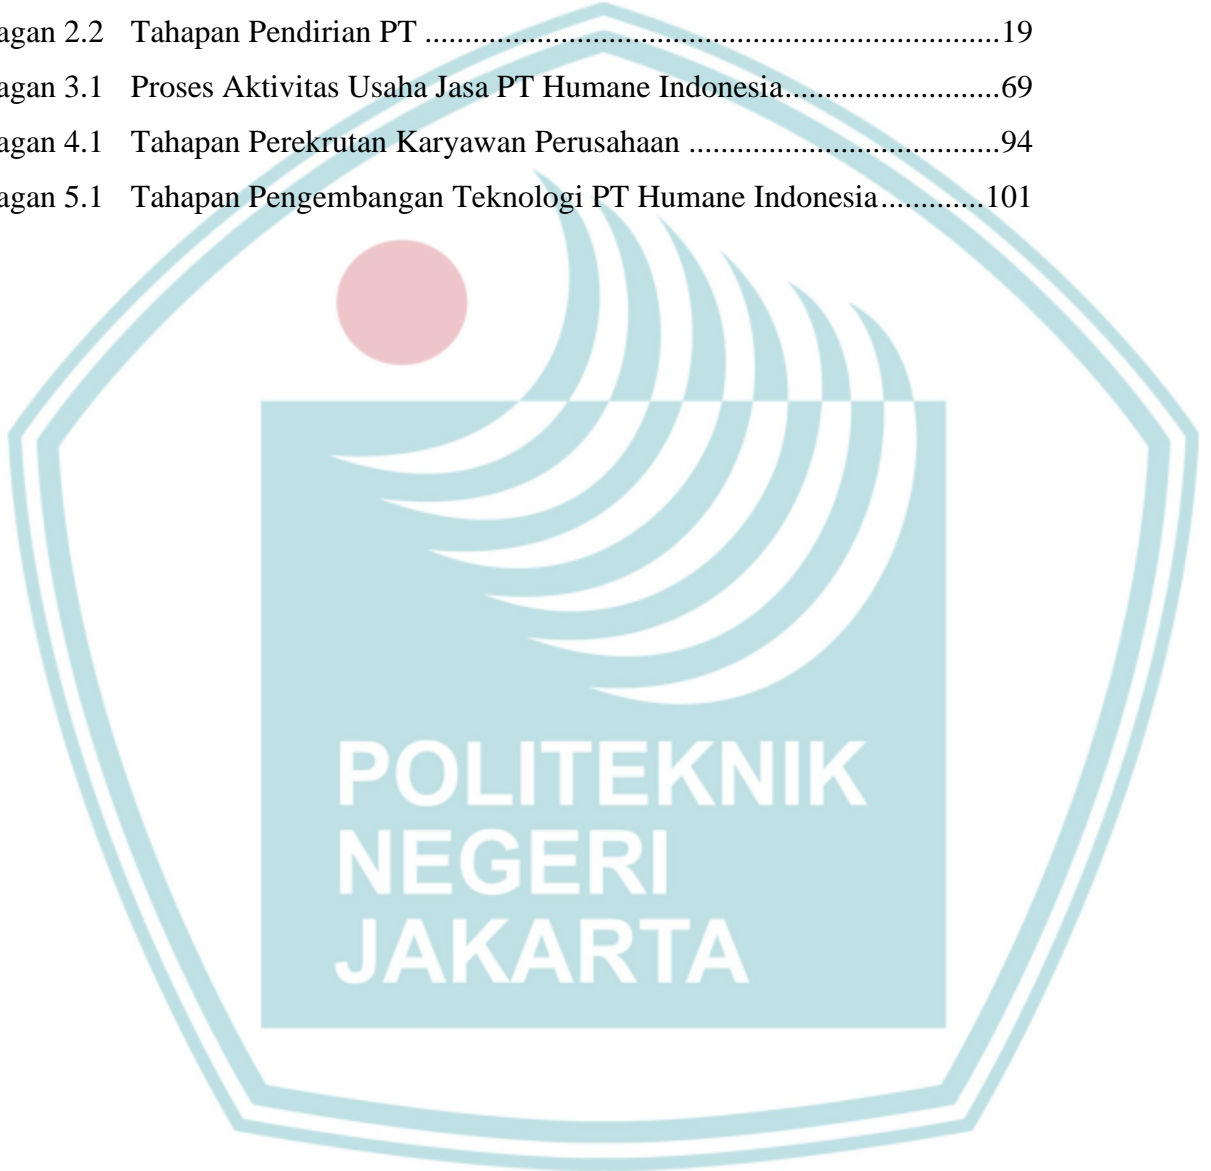 agan 2.2 Tahapan Pendirian PT ........................................................................19
agan 3.1 Proses Aktivitas Usaha Jasa PT Humane Indonesia...........................69
agan 4.1 Tahapan Perekrutan Karyawan Perusahaan .......................................94
agan 5.1 Tahapan Pengembangan Teknologi PT Humane Indonesia.............101
POLITEKNIK
NEGERI
JAKARTA